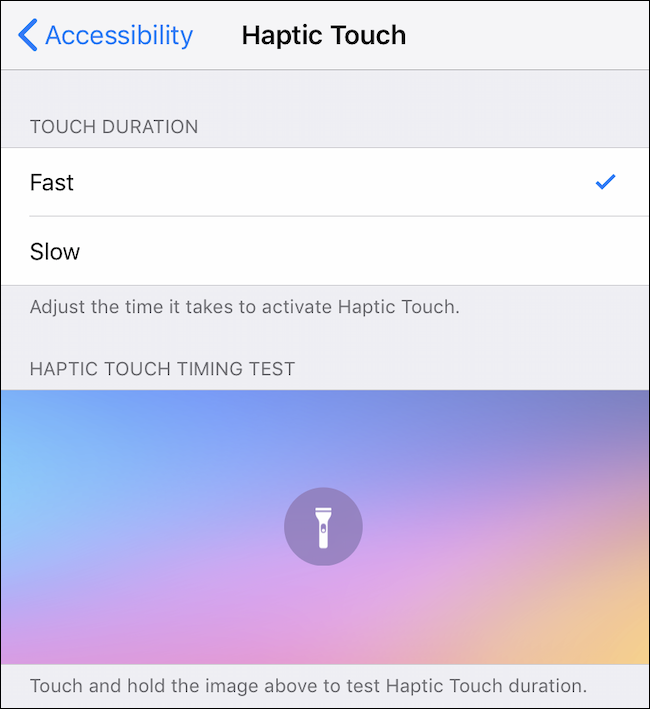 Accessibility Haptic Touch
TOUCH DURATION
Fast
Slow
Adjust the time it takes to activate Haptic Touch.
HAPTIC TOUCH TIMING TEST
Touch and hold the image above to test Haptic Touch duration.